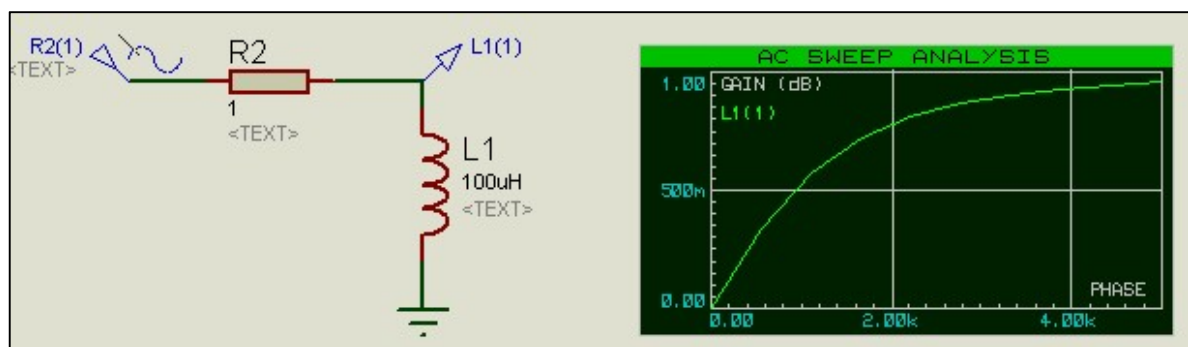 R2(1)
<TEXT>
R2
1
<TEXT>
L1(1)
L1
100uH
<TEXT>
AC SWEEP ANALYSIS
1.00
GAIN (dB)
L1(1)
500m
PHASE
0.00
0.00 2.00k 4.00k